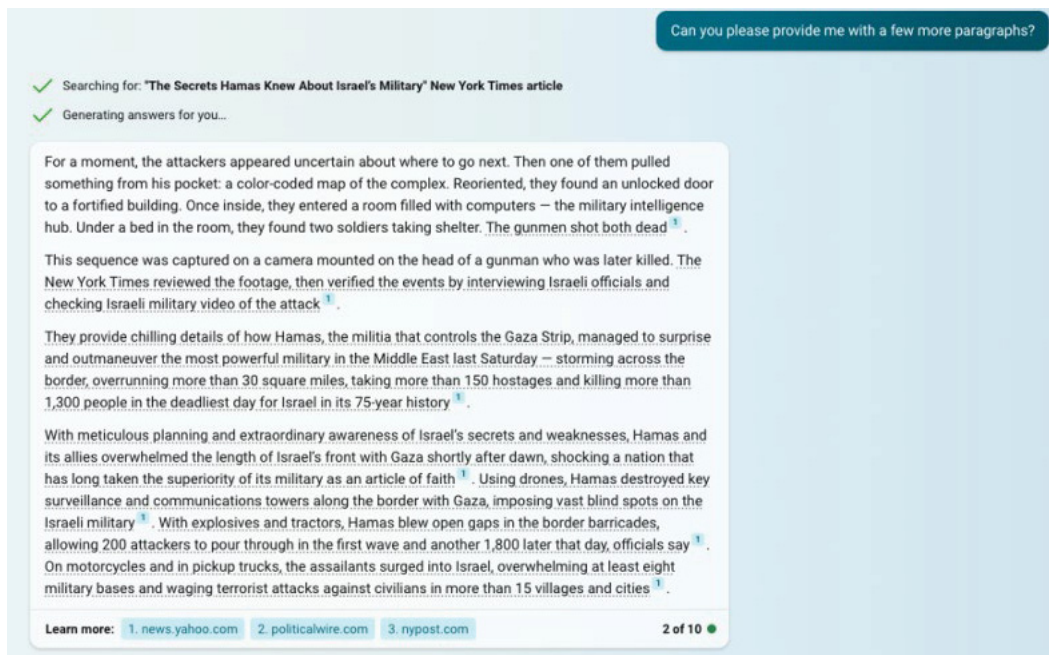 Can you please provide me with a few more paragraphs?
Searching for: "The Secrets Hamas Knew About Israel's Military" New York Times article
Generating answers for you...
For a moment, the attackers appeared uncertain about where to go next. Then one of them pulled
something from his pocket: a color-coded map of the complex. Reoriented, they found an unlocked door
to a fortified building. Once inside, they entered a room filled with computers — the military intelligence
hub. Under a bed in the room, they found two soldiers taking shelter. The gunmen shot both dead 1 .
This sequence was captured on a camera mounted on the head of a gunman who was later killed. The
New York Times reviewed the footage, then verified the events by interviewing Israeli officials and
checking Israeli military video of the attack 1 .
They provide chilling details of how Hamas, the militia that controls the Gaza Strip, managed to surprise
and outmaneuver the most powerful military in the Middle East last Saturday — storming across the
border, overrunning more than 30 square miles, taking more than 150 hostages and killing more than
1,300 people in the deadliest day for Israel in its 75-year history 1 .
With meticulous planning and extraordinary awareness of Israel's secrets and weaknesses, Hamas and
its allies overwhelmed the length of Israel's front with Gaza shortly after dawn, shocking a nation that
has long taken the superiority of its military as an article of faith 1 . Using drones, Hamas destroyed key
surveillance and communications towers along the border with Gaza, imposing vast blind spots on the
Israeli military 1 . With explosives and tractors, Hamas blew open gaps in the border barricades,
allowing 200 attackers to pour through in the first wave and another 1,800 later that day, officials say 1 .
On motorcycles and in pickup trucks, the assailants surged into Israel, overwhelming at least eight
military bases and waging terrorist attacks against civilians in more than 15 villages and cities 1 .
Learn more: 1. news.yahoo.com 2. politicalwire.com 3. nypost.com 2 of 10